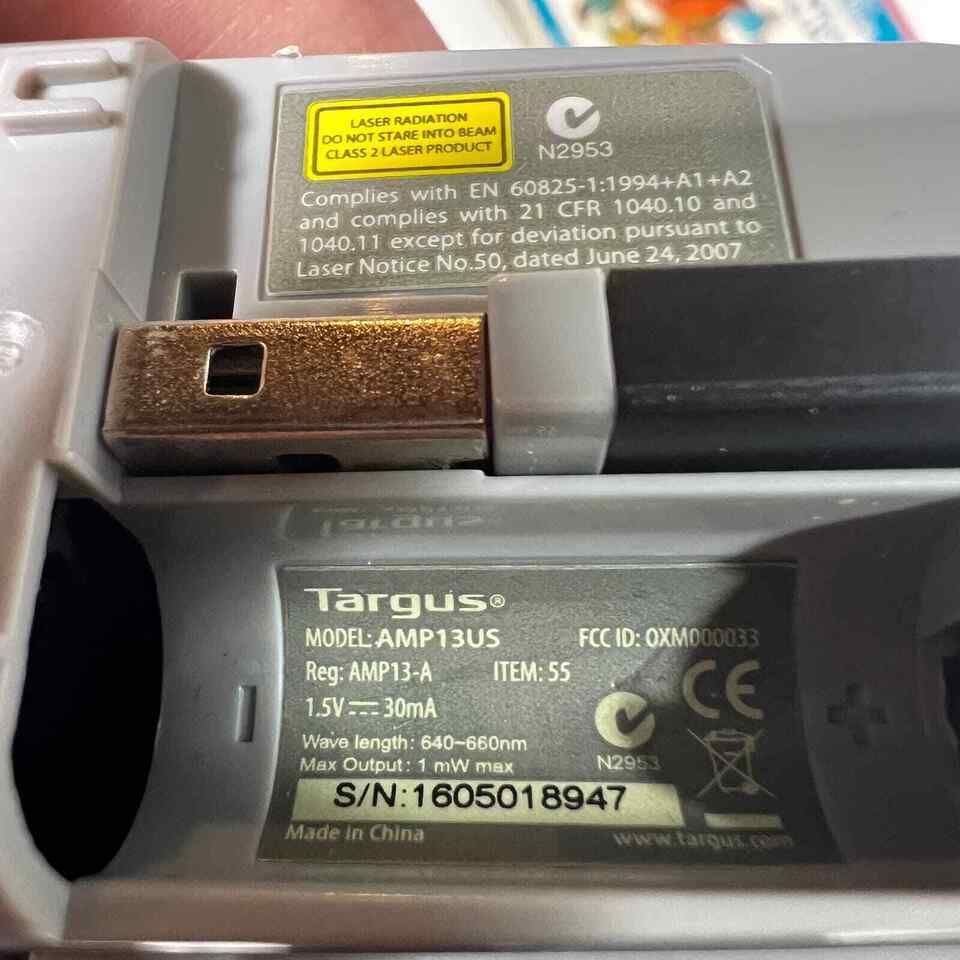 LASER RADIATION
DO NOT STARE INTO BEAM
CLASS 2 LASER PRODUCT
N2953
Complies with EN 60825-1:1994+A1+A2
and complies with 21 CFR 1040.10 and
1040.11 except for deviation pursuant to
Laser Notice No.50, dated June 24, 2007
Targus®
MODEL: AMP13US FCC ID: OXM000033
Reg: AMP13-A ITEM: 55
1.5V⎓30mA
Wave length: 640~660nm
Max Output: 1 mW max
CE
N2953
S/N:1605018947
Made in China
www.targus.com